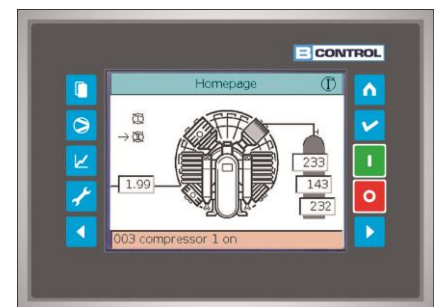 B CONTROL
Homepage
233
1.99
143
232
003 compressor 1 on